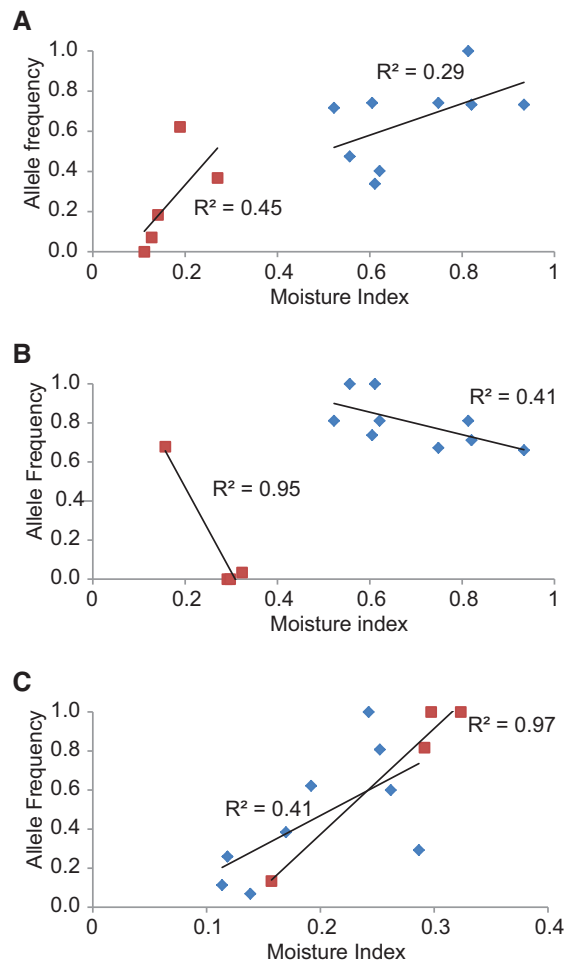 A
1.0
R² = 0.29
0.8
0.6
0.4
R² = 0.45
0.2
0.0
Allele frequency
0
0.2
0.4
0.6
0.8
1
Moisture Index
B
1.0
R² = 0.41
0.8
0.6
R² = 0.95
0.4
0.2
0.0
Allele Frequency
0
0.2
0.4
0.6
0.8
1
Moisture index
C
1.0
R² = 0.97
0.8
0.6
R² = 0.41
0.4
0.2
0.0
Allele Frequency
0
0.1
0.2
0.3
0.4
Moisture Index